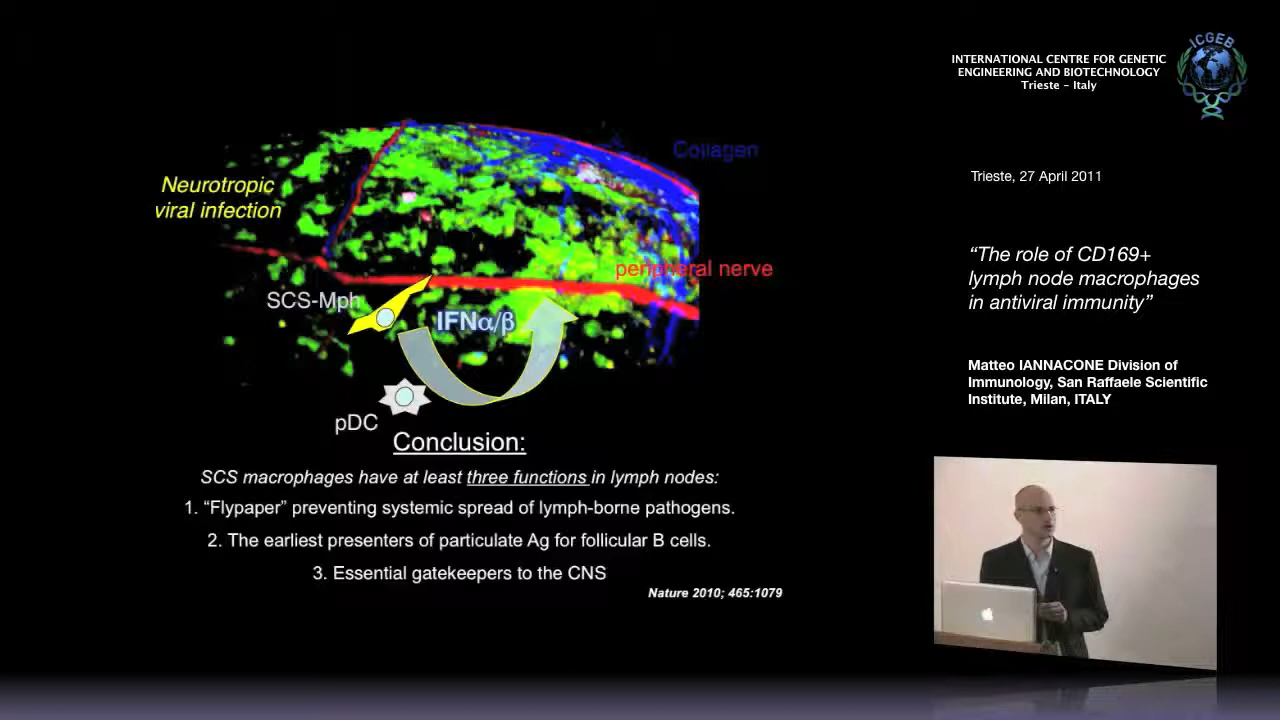 INTERNATIONAL CENTRE FOR GENETIC
ENGINEERING AND BIOTECHNOLOGY
Trieste - Italy
ICGEB
Trieste, 27 April 2011
“The role of CD169+
lymph node macrophages
in antiviral immunity”
Matteo IANNACONE Division of
Immunology, San Raffaele Scientific
Institute, Milan, ITALY
Collagen
Neurotropic
viral infection
peripheral nerve
SCS-Mph
IFNα/β
pDC
Conclusion:
SCS macrophages have at least three functions in lymph nodes:
1. “Flypaper” preventing systemic spread of lymph-borne pathogens.
2. The earliest presenters of particulate Ag for follicular B cells.
3. Essential gatekeepers to the CNS
Nature 2010; 465:1079